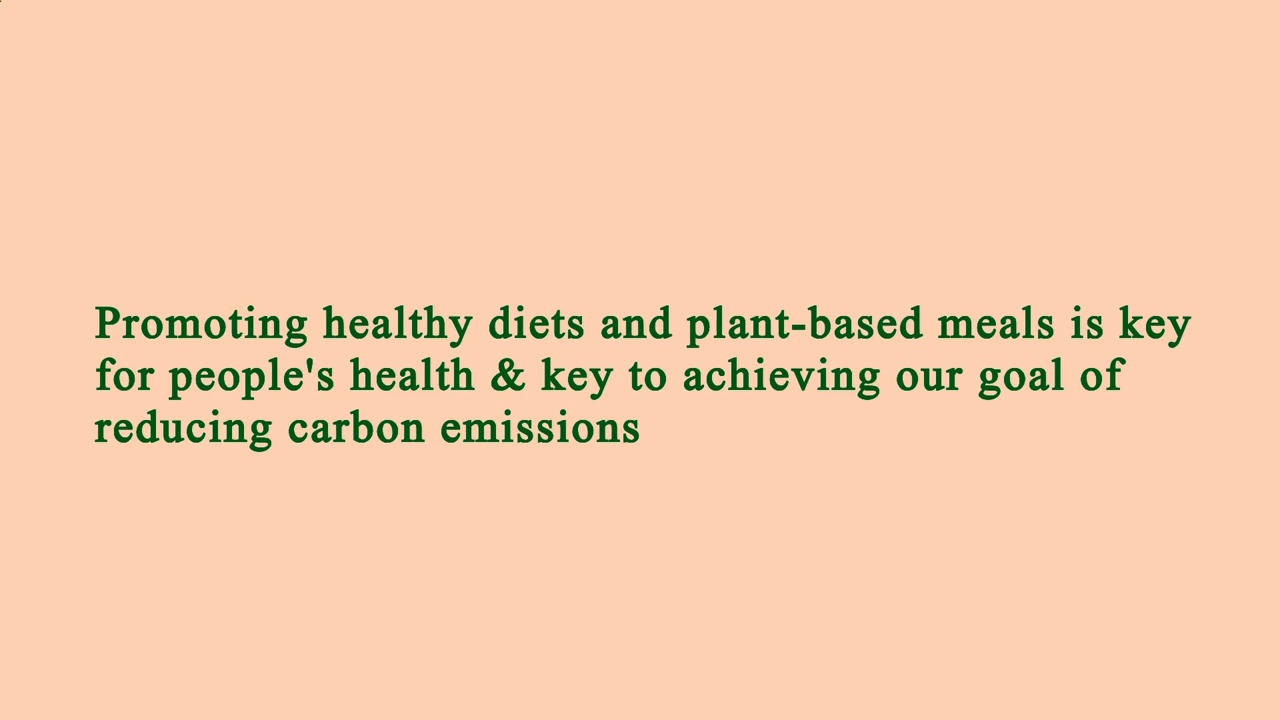 Promoting healthy diets and plant-based meals is key
for people's health & key to achieving our goal of
reducing carbon emissions